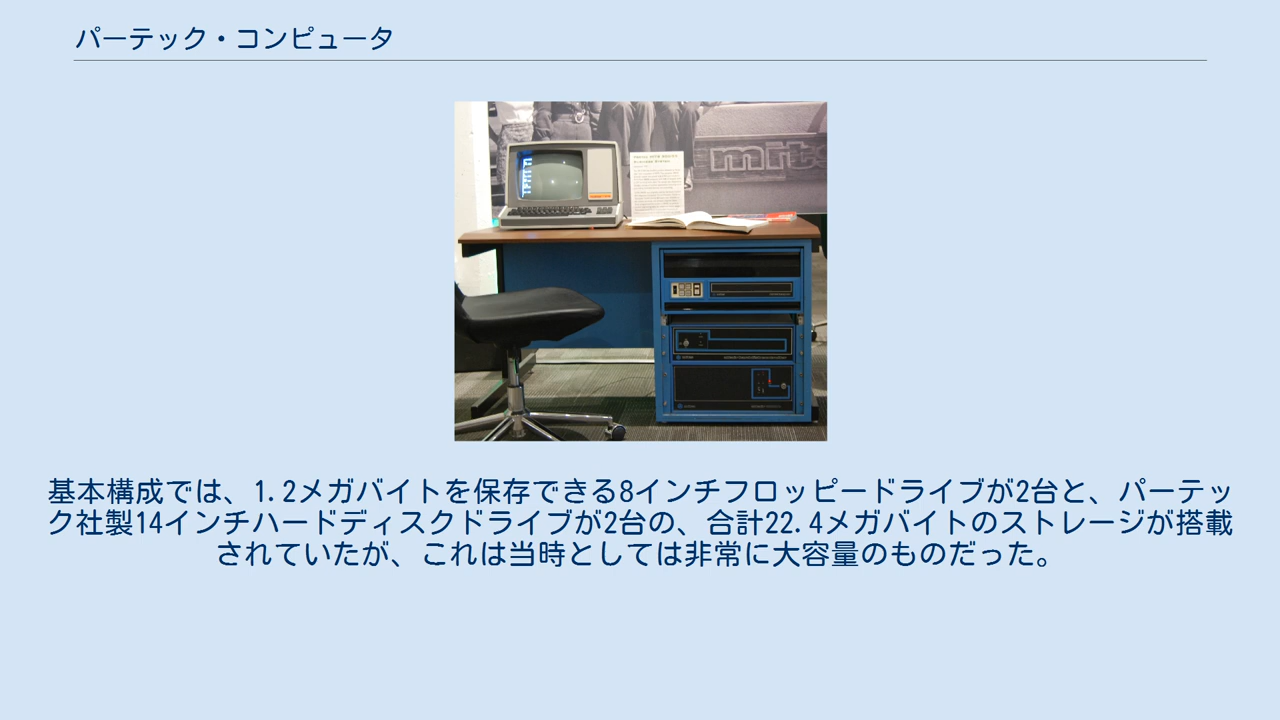 パーテック・コンピュータ
mits
基本構成では、1.2メガバイトを保存できる8インチフロッピードライブが2台と、パーテッ
ク社製14インチハードディスクドライブが2台の、合計22.4メガバイトのストレージが搭載
されていたが、これは当時としては非常に大容量のものだった。